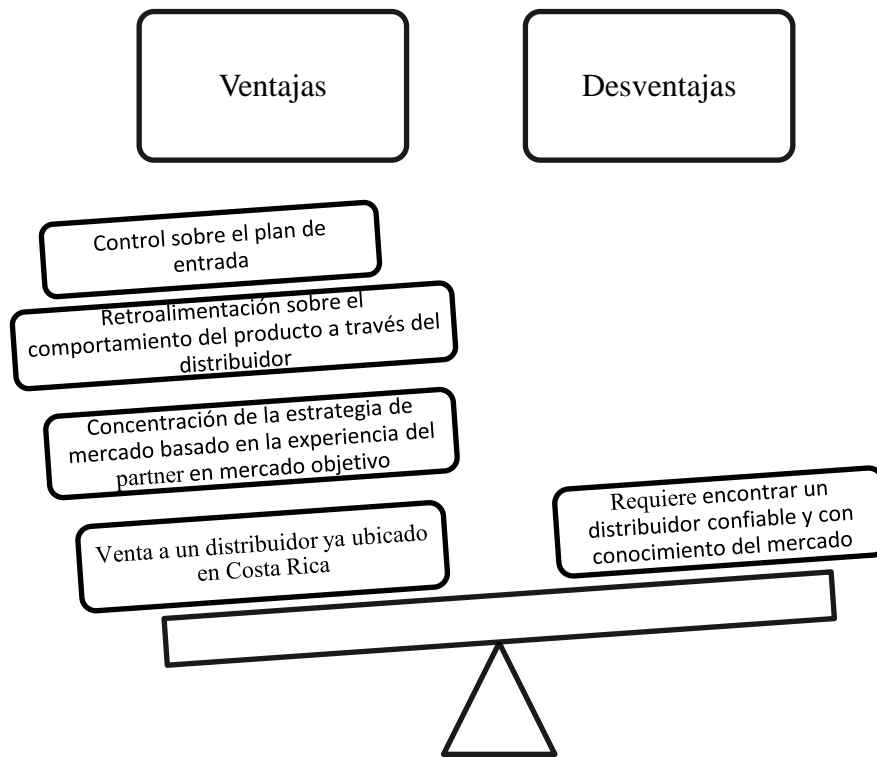 Ventajas
Desventajas
Control sobre el plan de
entrada
Retroalimentación sobre el
comportamiento del producto a través del
distribuidor
Concentración de la estrategia de
mercado basado en la experiencia del
partner en mercado objetivo
Venta a un distribuidor ya ubicado
en Costa Rica
Requiere encontrar un
distribuidor confiable y con
conocimiento del mercado